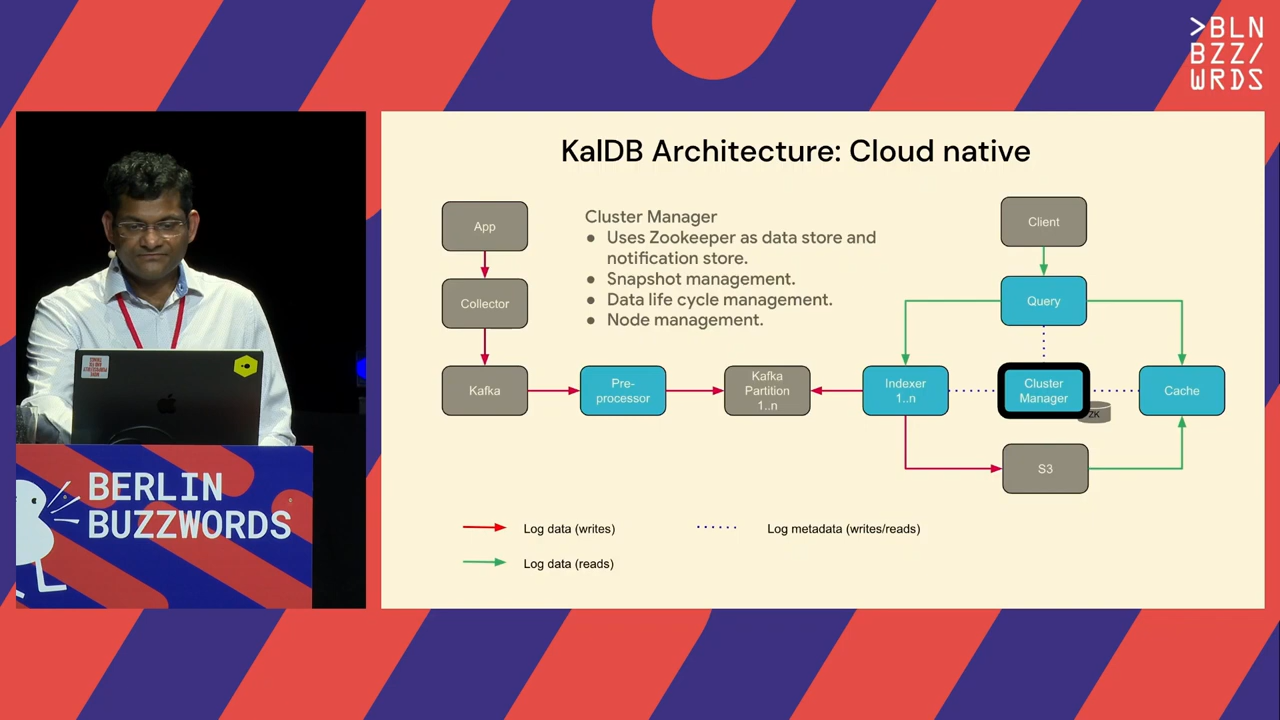 >BLN
BZZ/
WRDS
KalDB Architecture: Cloud native
App
Collector
Kafka
Pre-
processor
Kafka
Partition
1..n
Cluster Manager
● Uses Zookeeper as data store and
notification store.
● Snapshot management.
● Data life cycle management.
● Node management.
Client
Query
Indexer
1..n
Cluster
Manager
ZK
Cache
S3
Log data (writes)
Log metadata (writes/reads)
Log data (reads)
BERLIN
BUZZWORDS